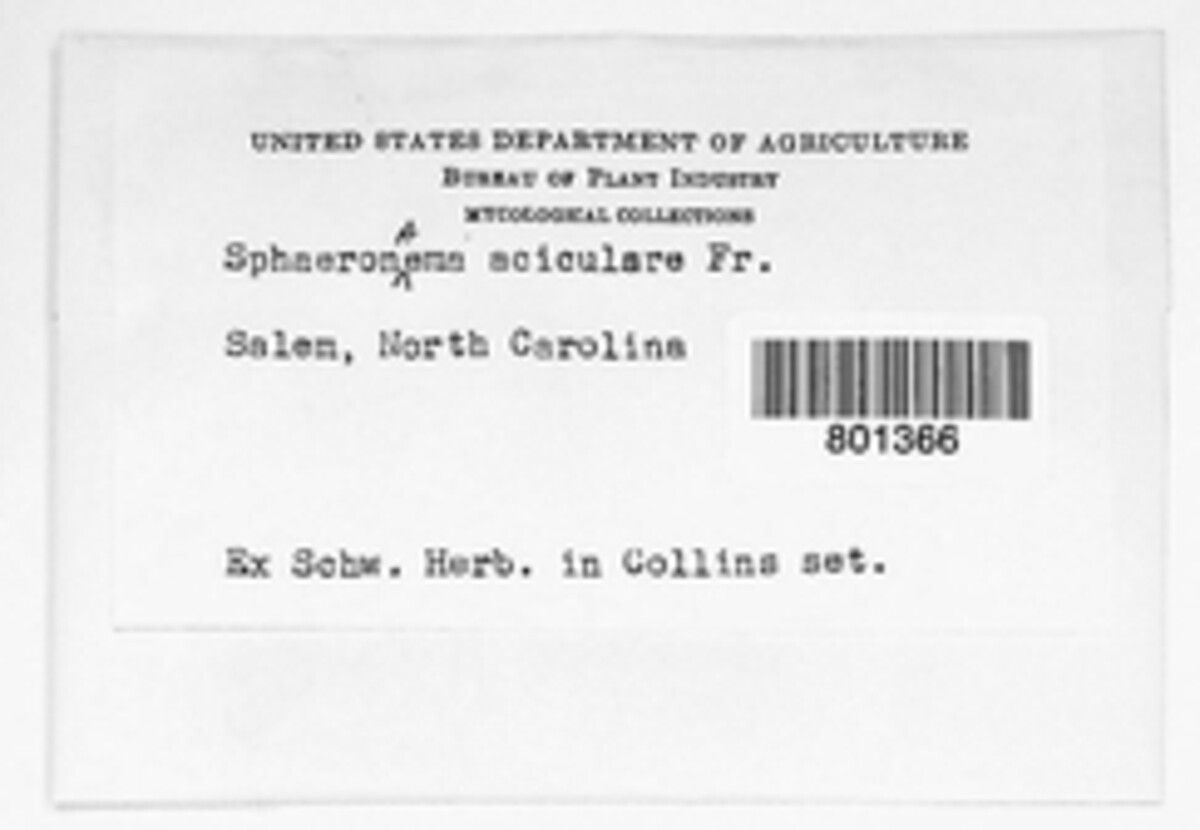 UNITED STATES DEPARTMENT OF AGRICULTURE
BUREAU OF PLANT INDUSTRY
MYCOLOGICAL COLLECTIONS
Sphaeronaema aciculare Fr.
Salem, North Carolina
801366
Ex Schw. Herb. in Collins set.